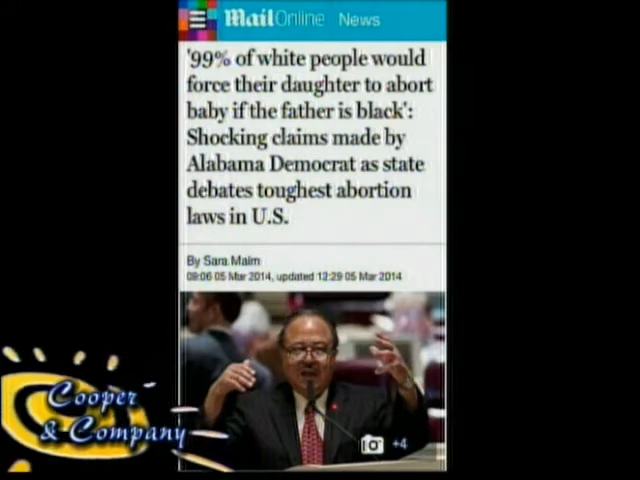 Mail Online News
'99% of white people would
force their daughter to abort
baby if the father is black':
Shocking claims made by
Alabama Democrat as state
debates toughest abortion
laws in U.S.
By Sara Malm
09:06 05 Mar 2014, updated 12:29 05 Mar 2014
+4
Cooper
& Company